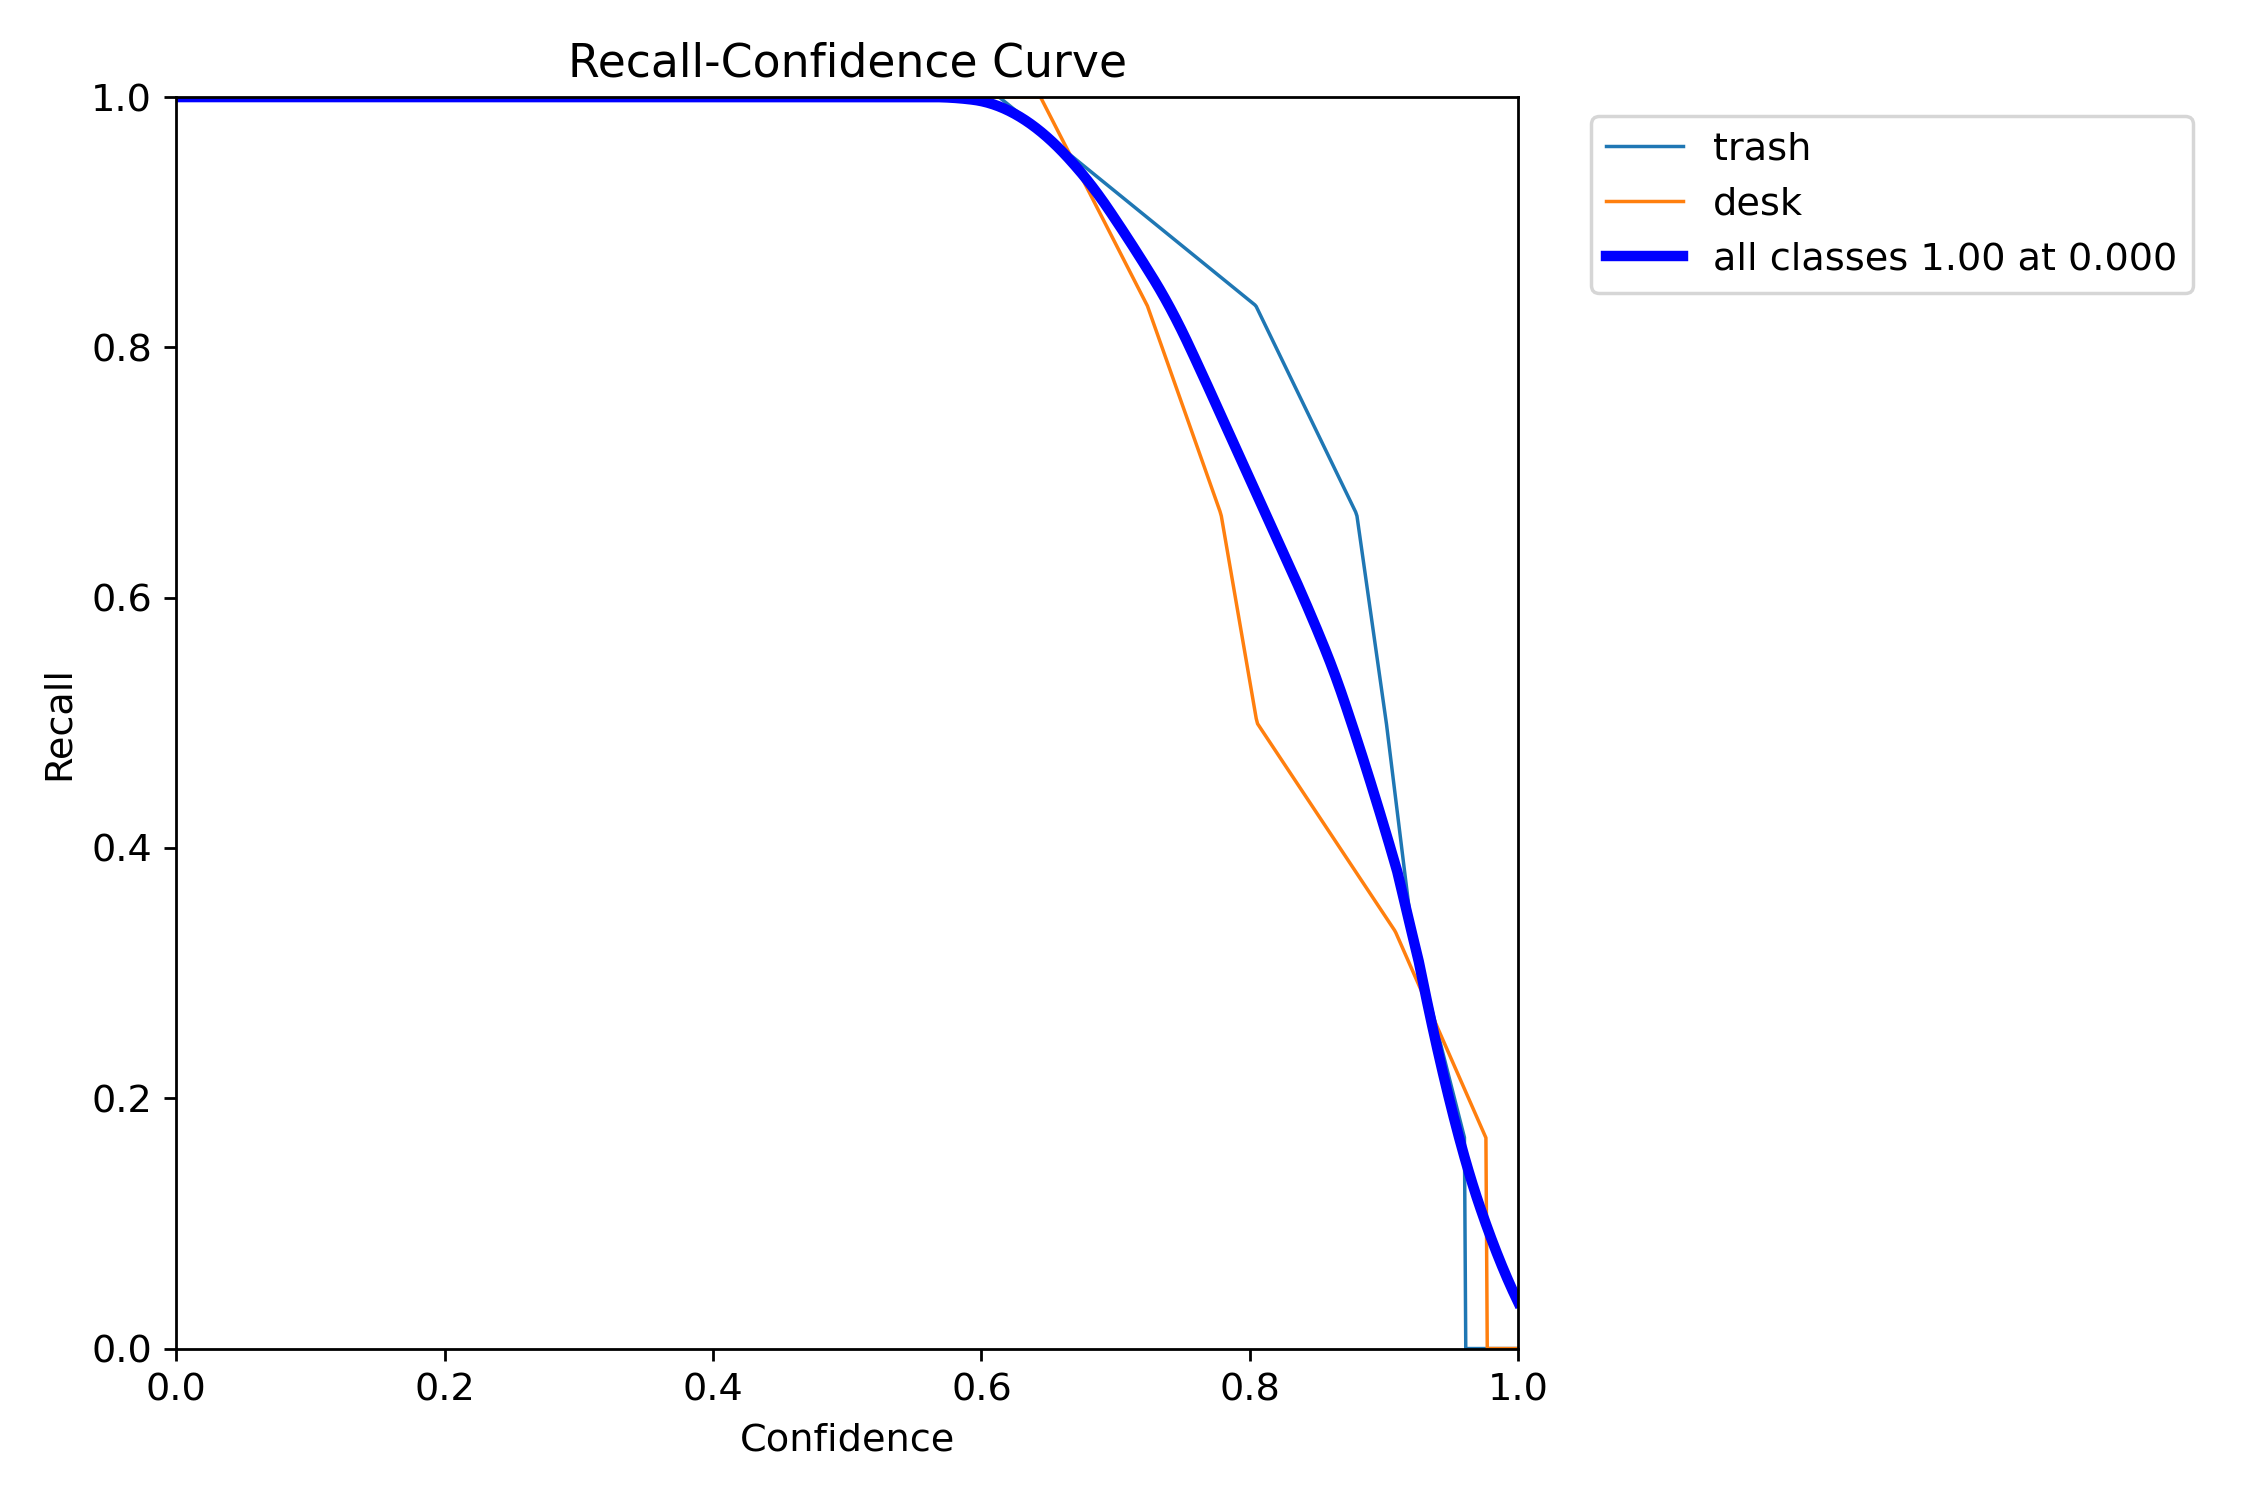 Recall-Confidence Curve
1.0
0.8
0.6
0.4
0.2
0.0
Recall
0.0 0.2 0.4 0.6 0.8 1.0
Confidence
trash
desk
all classes 1.00 at 0.000